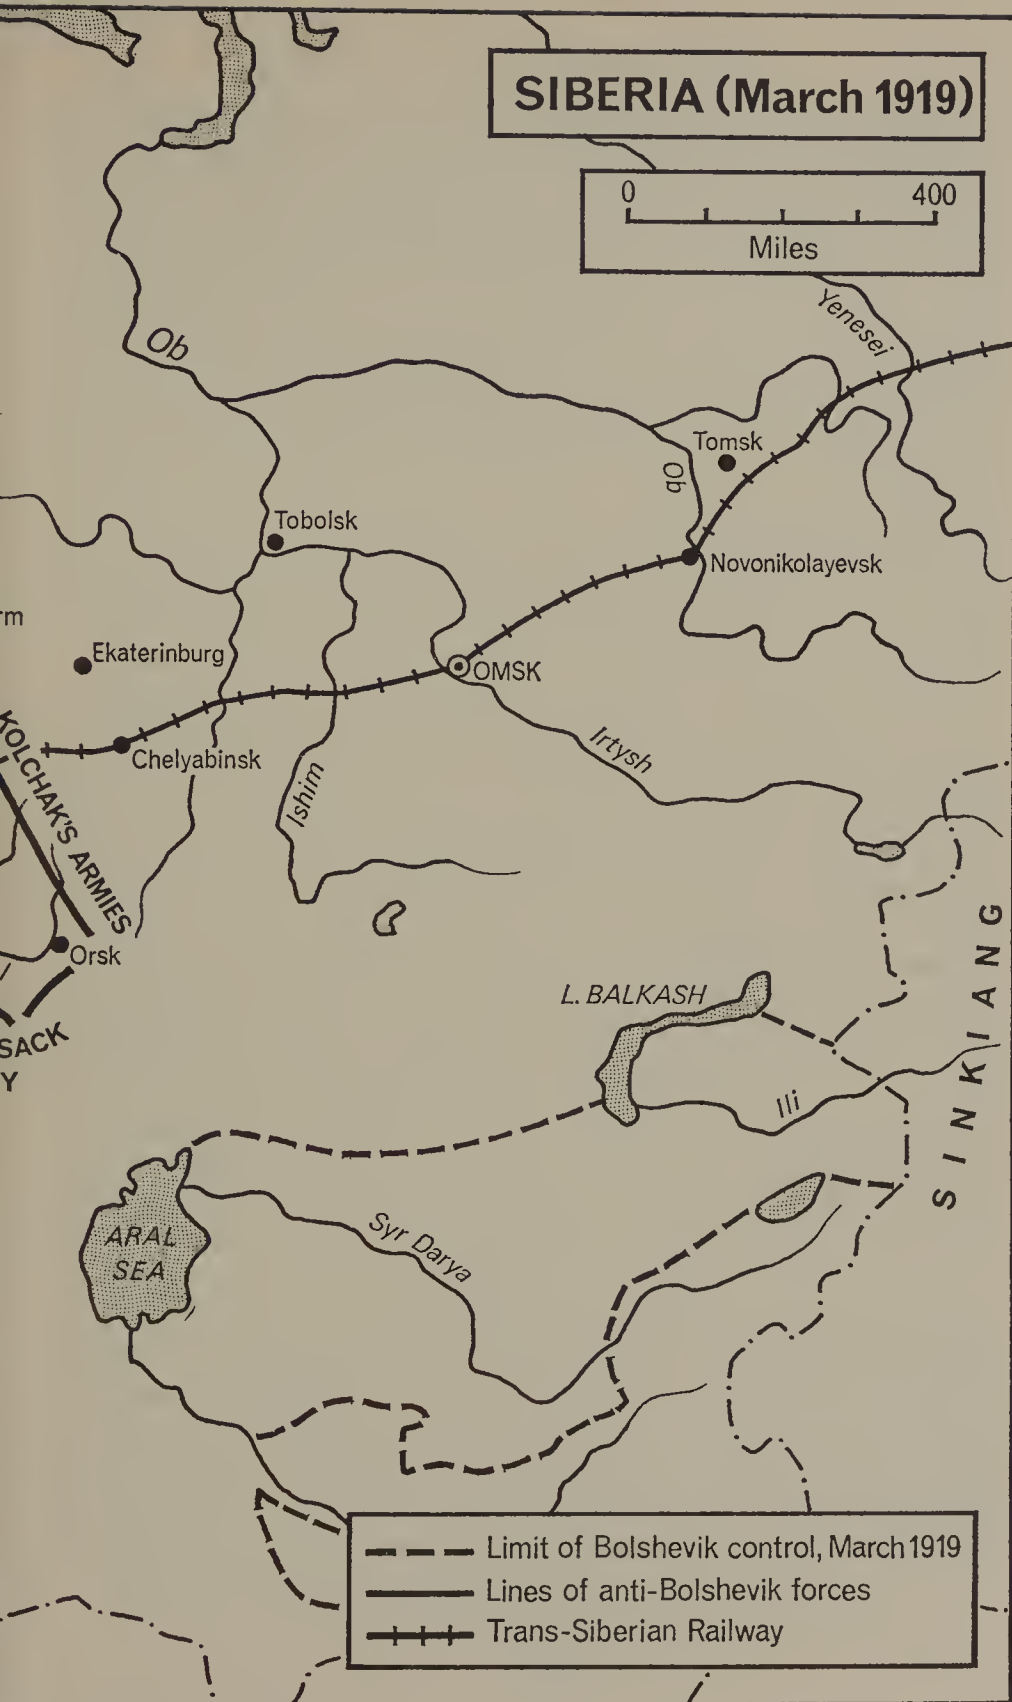 SIBERIA (March 1919)
0 400
Miles
Yenesei
Ob
Tomsk
Ob
Tobolsk
Novonikolayevsk
rm
Ekaterinburg
OMSK
KOLCHAK'S ARMIES
Chelyabinsk
Irtysh
Ishim
SINKIANG
Orsk
L. BALKASH
SACK
Y
Ili
ARAL
SEA
Syr Darya
Limit of Bolshevik control, March 1919
Lines of anti-Bolshevik forces
Trans-Siberian Railway